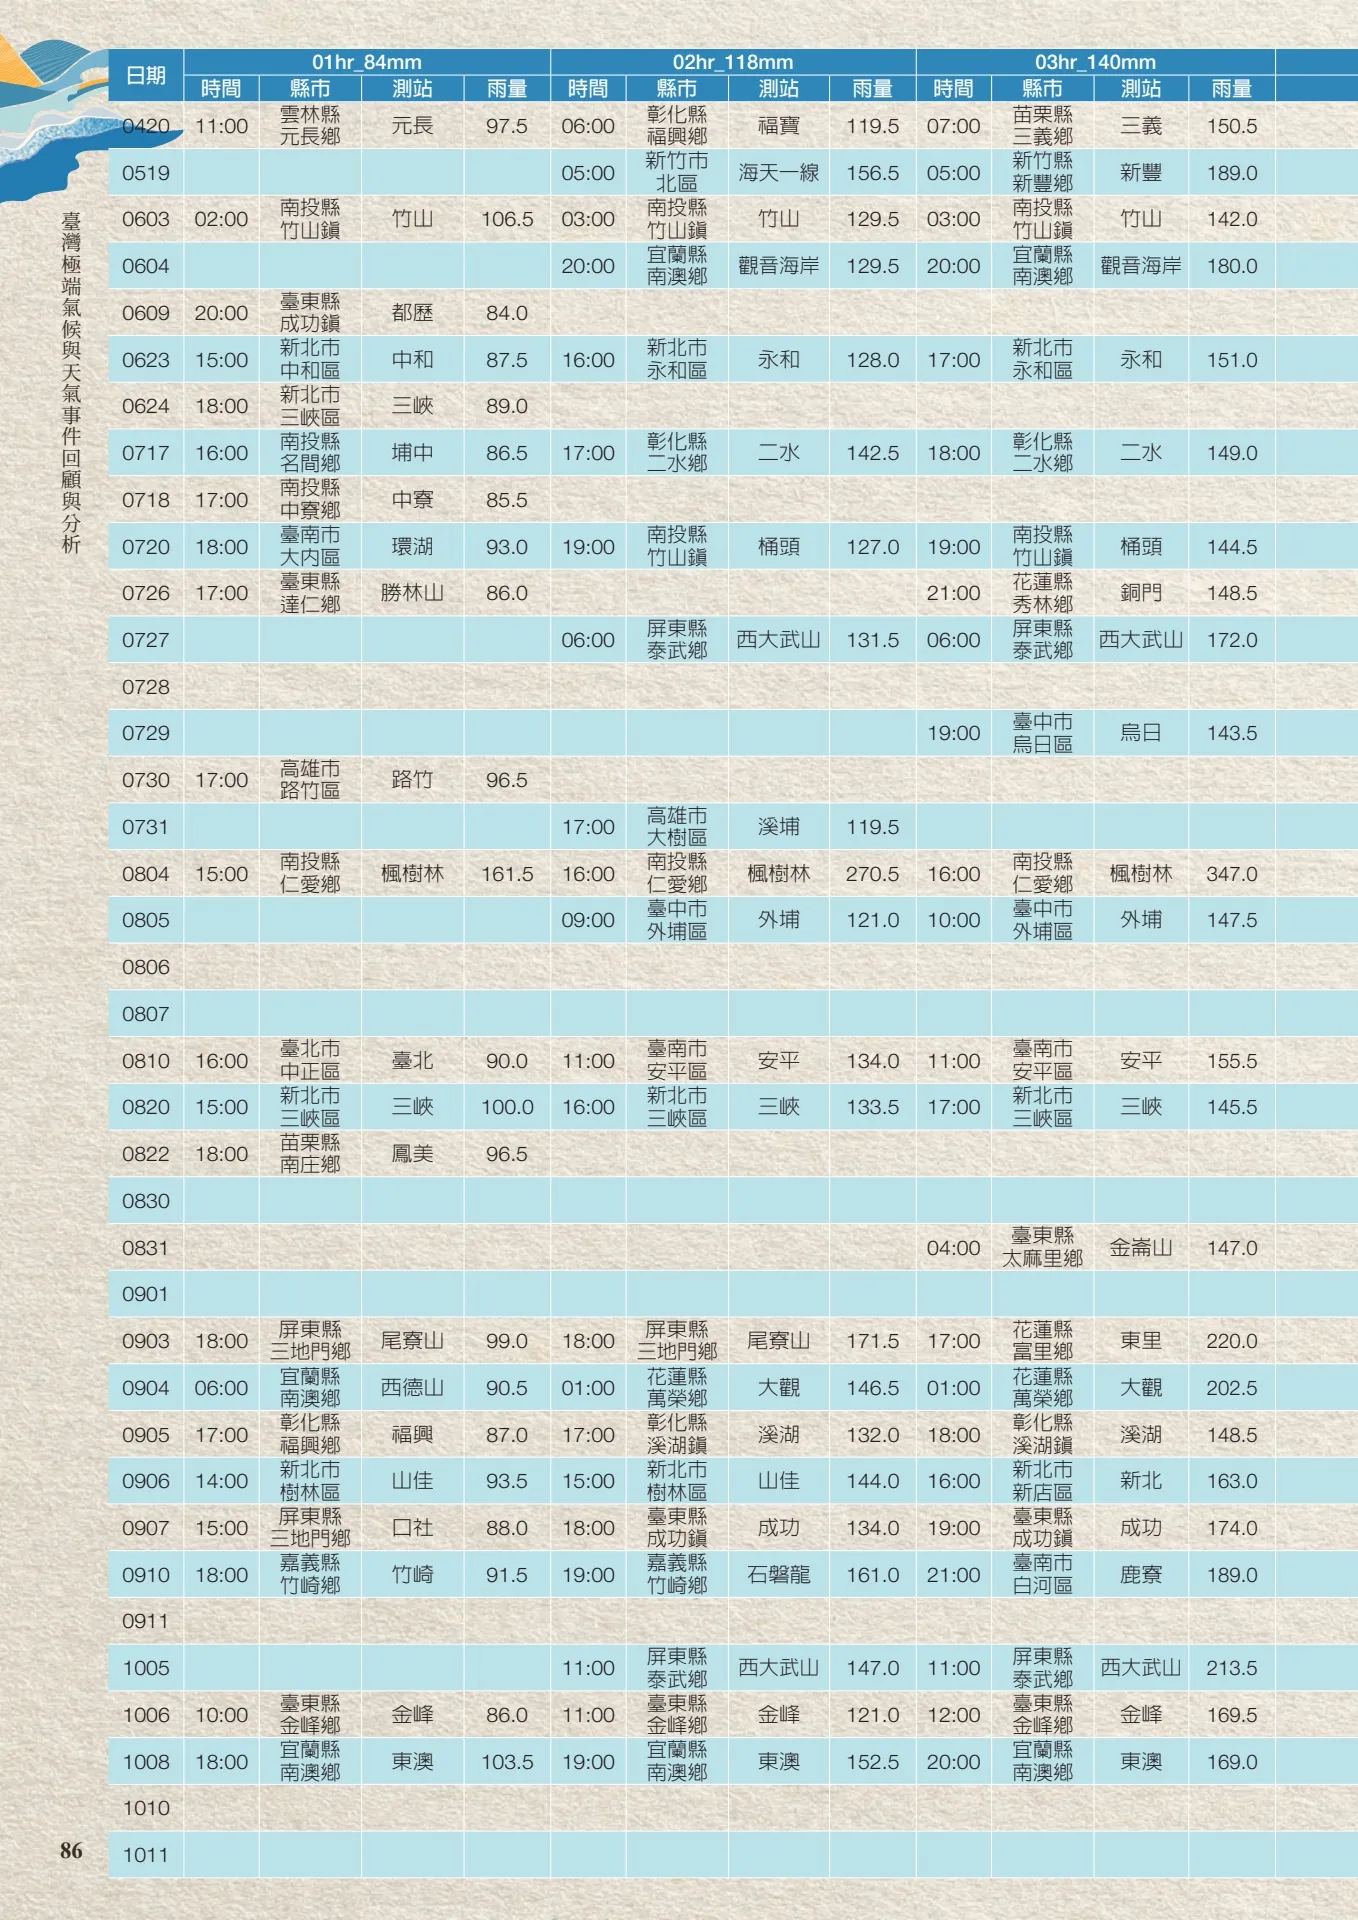 臺灣極端氣候與天氣事件回顧與分析
日期 01hr_84mm 02hr_118mm 03hr_140mm
時間 縣市 測站 雨量 時間 縣市 測站 雨量 時間 縣市 測站 雨量
0420 11:00 雲林縣元長鄉 元長 97.5 06:00 彰化縣福興鄉 福寶 119.5 07:00 苗栗縣三義鄉 三義 150.5
0519 05:00 新竹市北區 海天一線 156.5 05:00 新竹縣新豐鄉 新豐 189.0
0603 02:00 南投縣竹山鎮 竹山 106.5 03:00 南投縣竹山鎮 竹山 129.5 03:00 南投縣竹山鎮 竹山 142.0
0604 20:00 宜蘭縣南澳鄉 觀音海岸 129.5 20:00 宜蘭縣南澳鄉 觀音海岸 180.0
0609 20:00 臺東縣成功鎮 都歷 84.0
0623 15:00 新北市中和區 中和 87.5 16:00 新北市永和區 永和 128.0 17:00 新北市永和區 永和 151.0
0624 18:00 新北市三峽區 三峽 89.0
0717 16:00 南投縣名間鄉 埔中 86.5 17:00 彰化縣二水鄉 二水 142.5 18:00 彰化縣二水鄉 二水 149.0
0718 17:00 南投縣中寮鄉 中寮 85.5
0720 18:00 臺南市大內區 環湖 93.0 19:00 南投縣竹山鎮 桶頭 127.0 19:00 南投縣竹山鎮 桶頭 144.5
0726 17:00 臺東縣達仁鄉 勝林山 86.0 21:00 花蓮縣秀林鄉 銅門 148.5
0727 06:00 屏東縣泰武鄉 西大武山 131.5 06:00 屏東縣泰武鄉 西大武山 172.0
0728
0729 19:00 臺中市烏日區 烏日 143.5
0730 17:00 高雄市路竹區 路竹 96.5
0731 17:00 高雄市大樹區 溪埔 119.5
0804 15:00 南投縣仁愛鄉 楓樹林 161.5 16:00 南投縣仁愛鄉 楓樹林 270.5 16:00 南投縣仁愛鄉 楓樹林 347.0
0805 09:00 臺中市外埔區 外埔 121.0 10:00 臺中市外埔區 外埔 147.5
0806
0807
0810 16:00 臺北市中正區 臺北 90.0 11:00 臺南市安平區 安平 134.0 11:00 臺南市安平區 安平 155.5
0820 15:00 新北市三峽區 三峽 100.0 16:00 新北市三峽區 三峽 133.5 17:00 新北市三峽區 三峽 145.5
0822 18:00 苗栗縣南庄鄉 鳳美 96.5
0830
0831 04:00 臺東縣太麻里鄉 金崙山 147.0
0901
0903 18:00 屏東縣三地門鄉 尾寮山 99.0 18:00 屏東縣三地門鄉 尾寮山 171.5 17:00 花蓮縣富里鄉 東里 220.0
0904 06:00 宜蘭縣南澳鄉 西德山 90.5 01:00 花蓮縣萬榮鄉 大觀 146.5 01:00 花蓮縣萬榮鄉 大觀 202.5
0905 17:00 彰化縣福興鄉 福興 87.0 17:00 彰化縣溪湖鎮 溪湖 132.0 18:00 彰化縣溪湖鎮 溪湖 148.5
0906 14:00 新北市樹林區 山佳 93.5 15:00 新北市樹林區 山佳 144.0 16:00 新北市新店區 新北 163.0
0907 15:00 屏東縣三地門鄉 口社 88.0 18:00 臺東縣成功鎮 成功 134.0 19:00 臺東縣成功鎮 成功 174.0
0910 18:00 嘉義縣竹崎鄉 竹崎 91.5 19:00 嘉義縣竹崎鄉 石磐龍 161.0 21:00 臺南市白河區 鹿寮 189.0
0911
1005 11:00 屏東縣泰武鄉 西大武山 147.0 11:00 屏東縣泰武鄉 西大武山 213.5
1006 10:00 臺東縣金峰鄉 金峰 86.0 11:00 臺東縣金峰鄉 金峰 121.0 12:00 臺東縣金峰鄉 金峰 169.5
1008 18:00 宜蘭縣南澳鄉 東澳 103.5 19:00 宜蘭縣南澳鄉 東澳 152.5 20:00 宜蘭縣南澳鄉 東澳 169.0
1010
1011
86